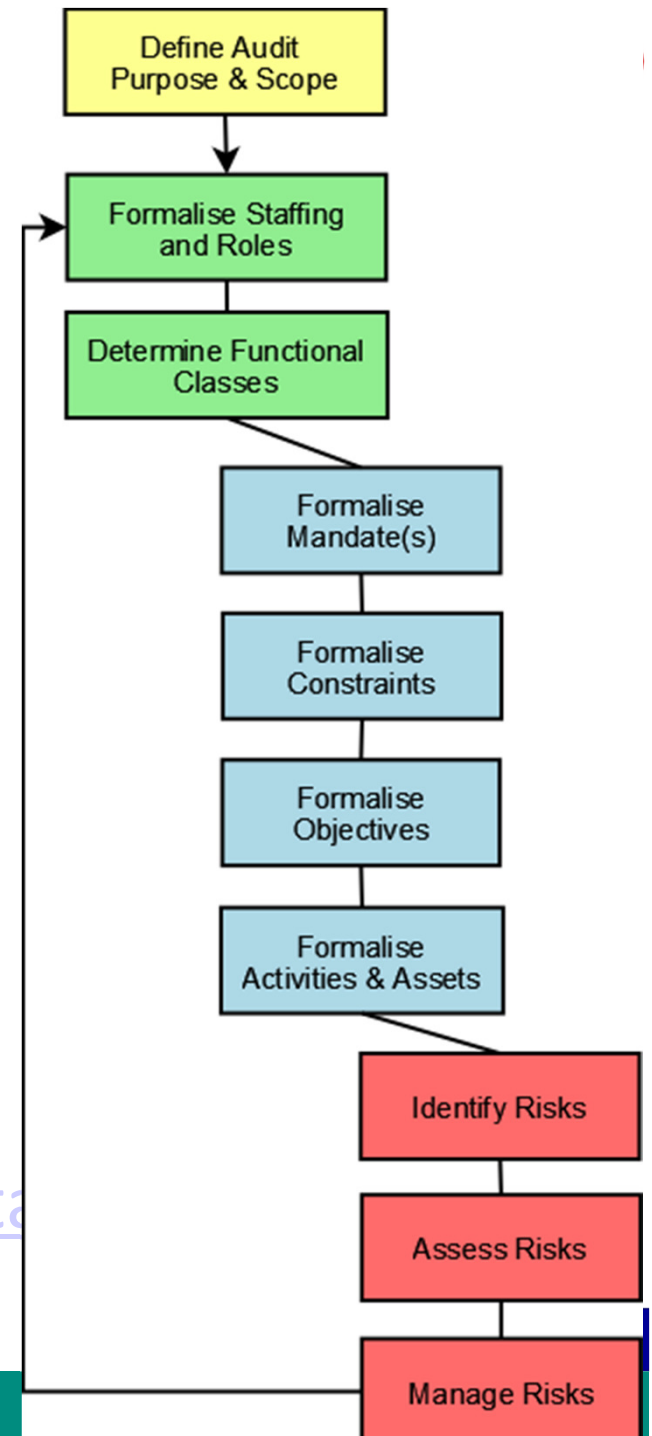 Define Audit
Purpose & Scope
Formalise Staffing
and Roles
Determine Functional
Classes
Formalise
Mandate(s)
Formalise
Constraints
Formalise
Objectives
Formalise
Activities & Assets
Identify Risks
Assess Risks
Manage Risks